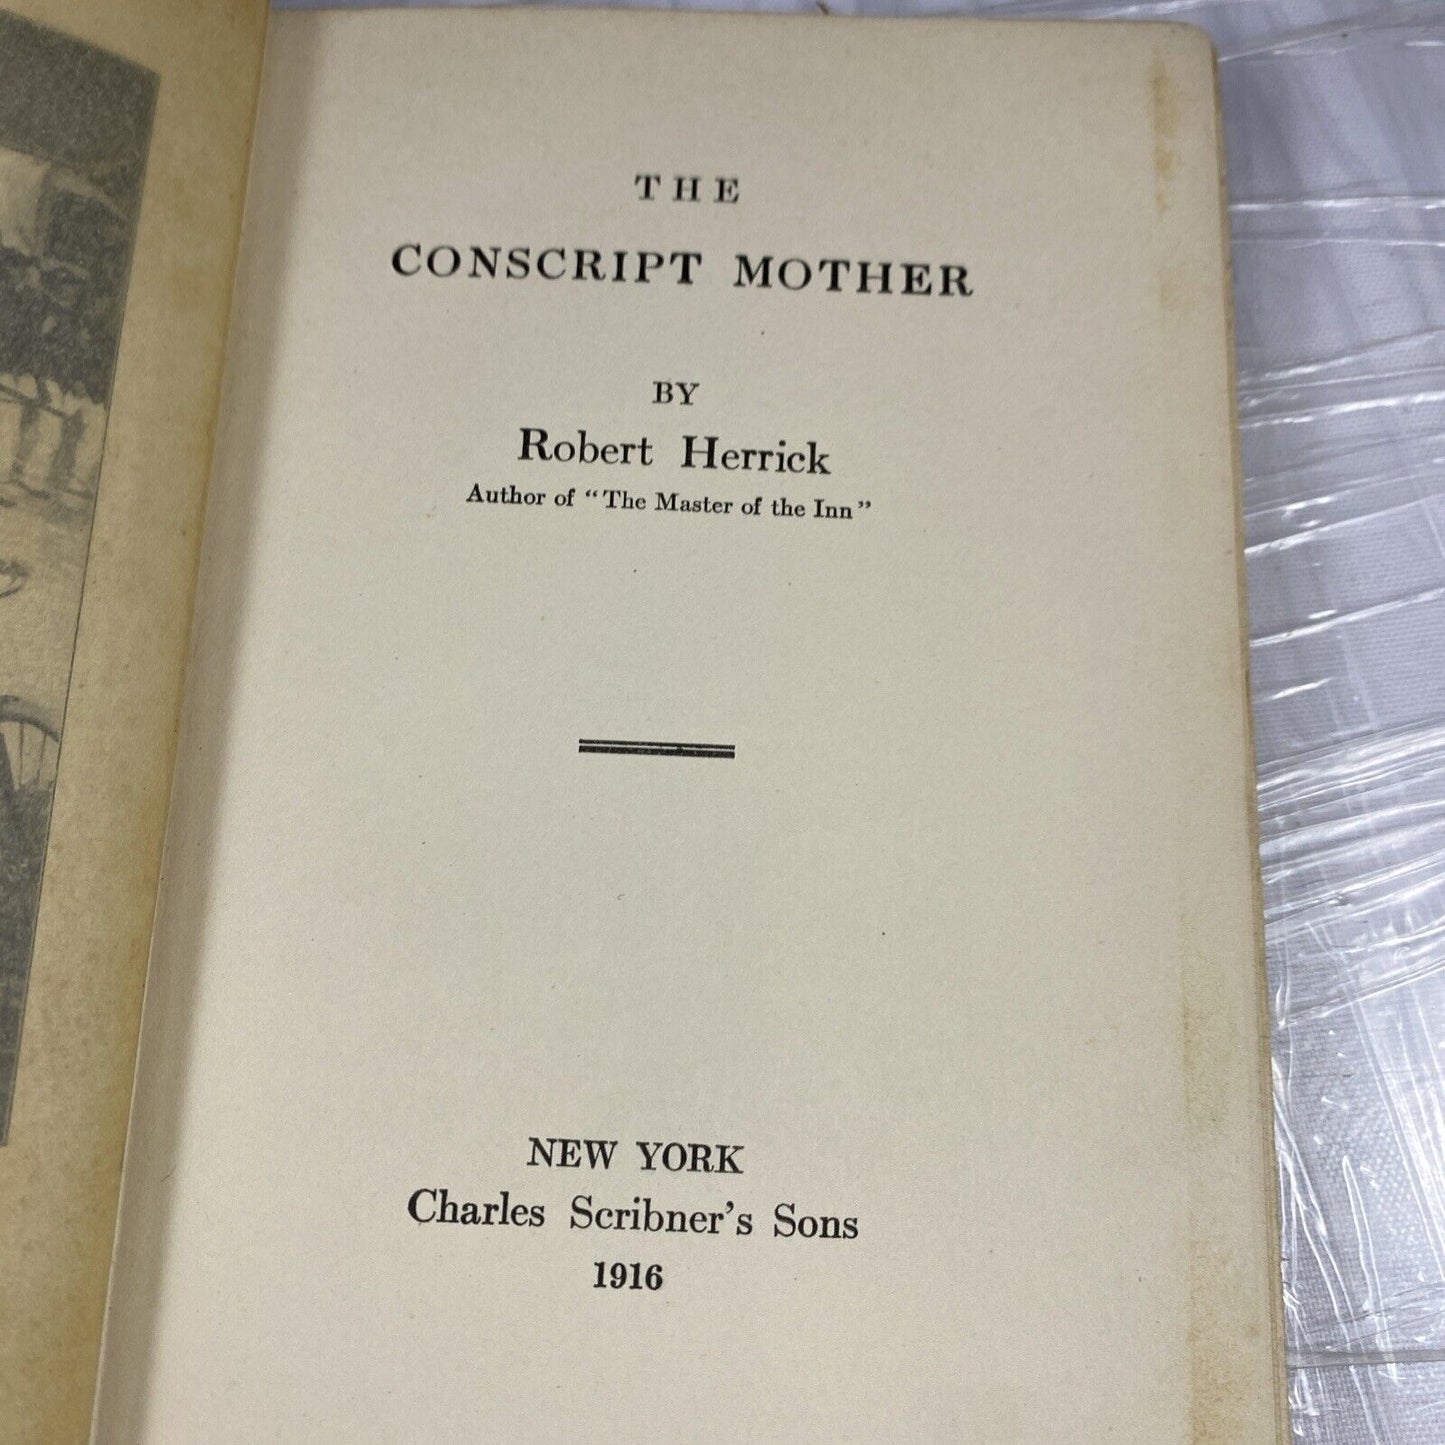 THE
CONSCRIPT MOTHER
BY
Robert Herrick
Author of “The Master of the Inn”
NEW YORK
Charles Scribner’s Sons
1916